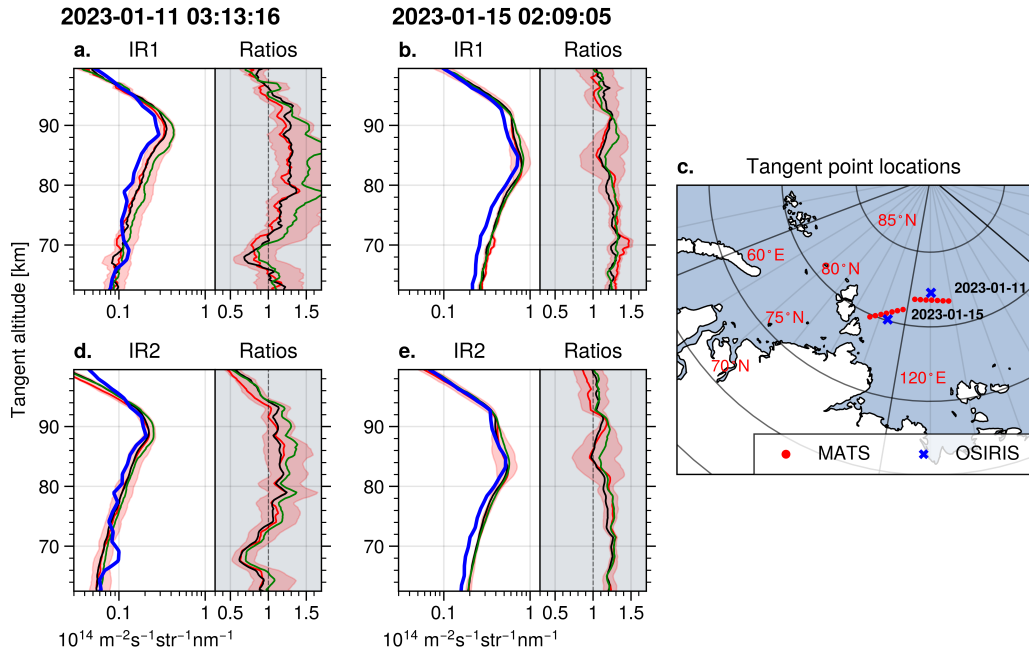 2023-01-11 03:13:16
2023-01-15 02:09:05
a. IR1 Ratios
b. IR1 Ratios
c. Tangent point locations
90
80
70
90
80
70
85°N
60°E
80°N
75°N
70°N
120°E
2023-01-11
2023-01-15
MATS
OSIRIS
Tangent altitude [km]
0.1 1 0.5 1 1.5
0.1 1 0.5 1 1.5
d. IR2 Ratios
e. IR2 Ratios
90
80
70
90
80
70
0.1 1 0.5 1 1.5
0.1 1 0.5 1 1.5
10¹⁴ m⁻²s⁻¹str⁻¹nm⁻¹
10¹⁴ m⁻²s⁻¹str⁻¹nm⁻¹